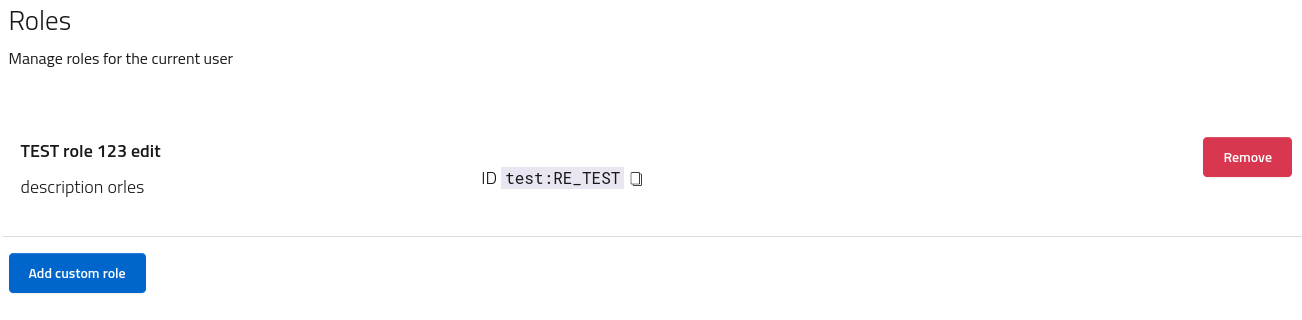 Roles
Manage roles for the current user
TEST role 123 edit
description orles
ID test:RE_TEST
Remove
Add custom role